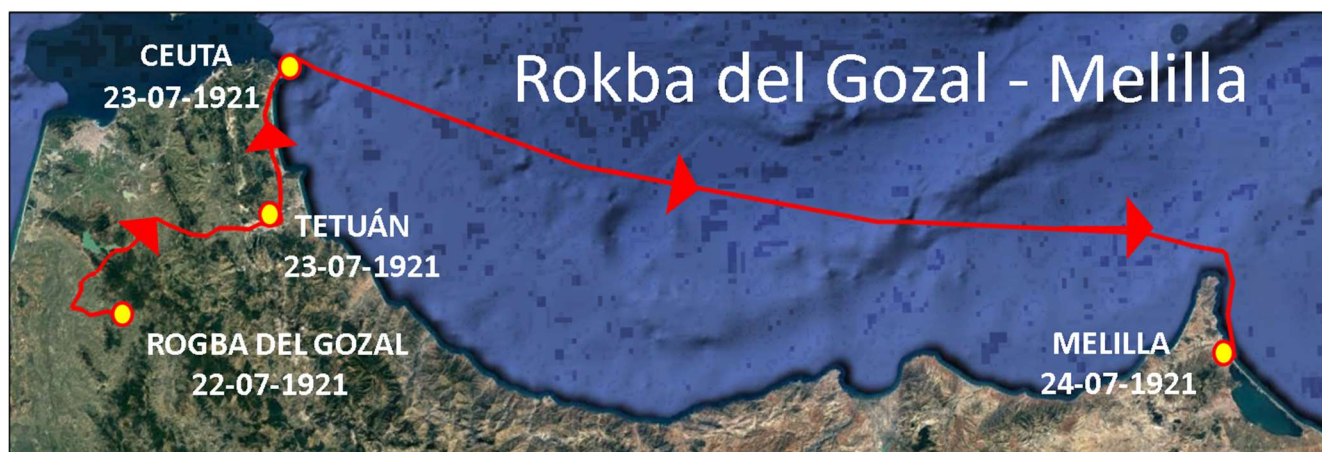 Rokba del Gozal - Melilla
CEUTA
23-07-1921
TETUÁN
23-07-1921
ROGBA DEL GOZAL
22-07-1921
MELILLA
24-07-1921